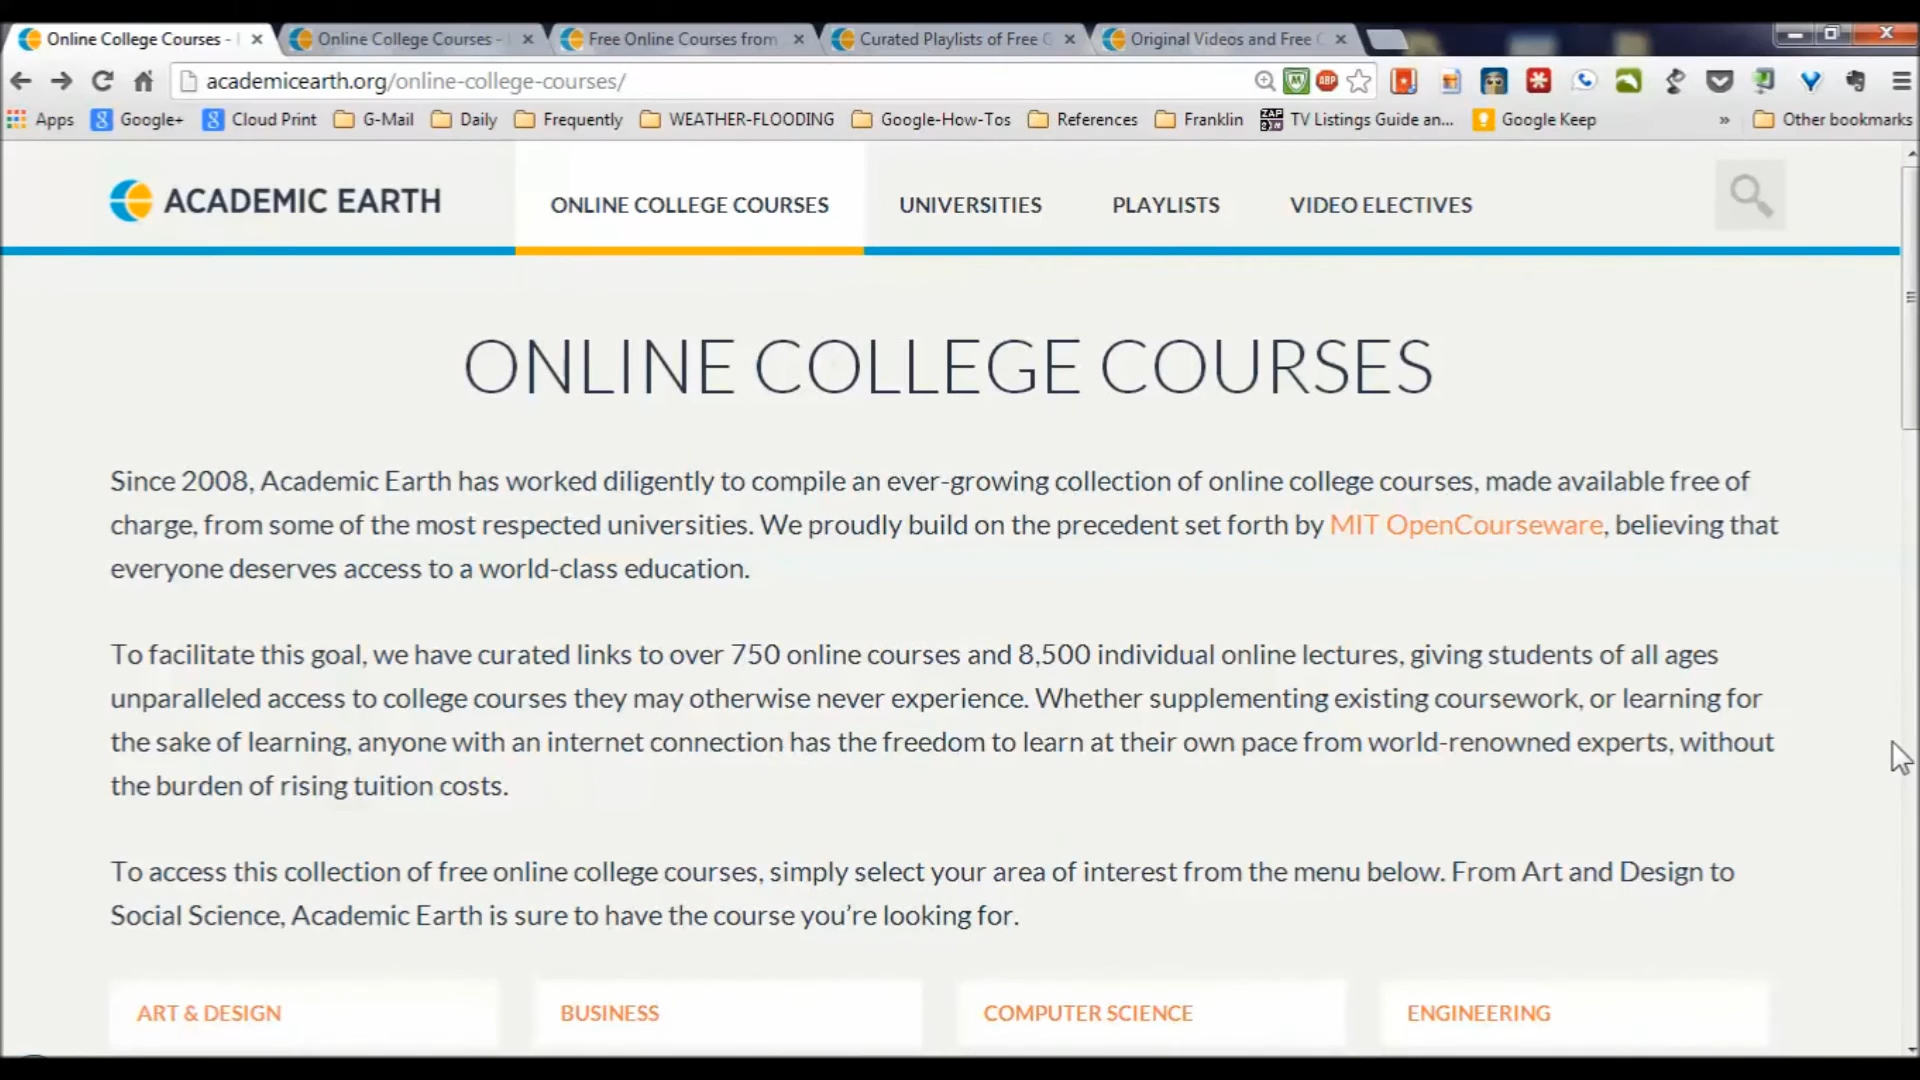 Online College Courses -
Online College Courses -
Free Online Courses from
Curated Playlists of Free
Original Videos and Free
academicearth.org/online-college-courses/
ABP
Apps
Google+
Cloud Print
G-Mail
Daily
Frequently
WEATHER-FLOODING
Google-How-Tos
References
Franklin
TV Listings Guide an...
Google Keep
»
Other bookmarks
ACADEMIC EARTH
ONLINE COLLEGE COURSES
UNIVERSITIES
PLAYLISTS
VIDEO ELECTIVES
ONLINE COLLEGE COURSES
Since 2008, Academic Earth has worked diligently to compile an ever-growing collection of online college courses, made available free of
charge, from some of the most respected universities. We proudly build on the precedent set forth by MIT OpenCourseware, believing that
everyone deserves access to a world-class education.
To facilitate this goal, we have curated links to over 750 online courses and 8,500 individual online lectures, giving students of all ages
unparalleled access to college courses they may otherwise never experience. Whether supplementing existing coursework, or learning for
the sake of learning, anyone with an internet connection has the freedom to learn at their own pace from world-renowned experts, without
the burden of rising tuition costs.
To access this collection of free online college courses, simply select your area of interest from the menu below. From Art and Design to
Social Science, Academic Earth is sure to have the course you're looking for.
ART & DESIGN
BUSINESS
COMPUTER SCIENCE
ENGINEERING